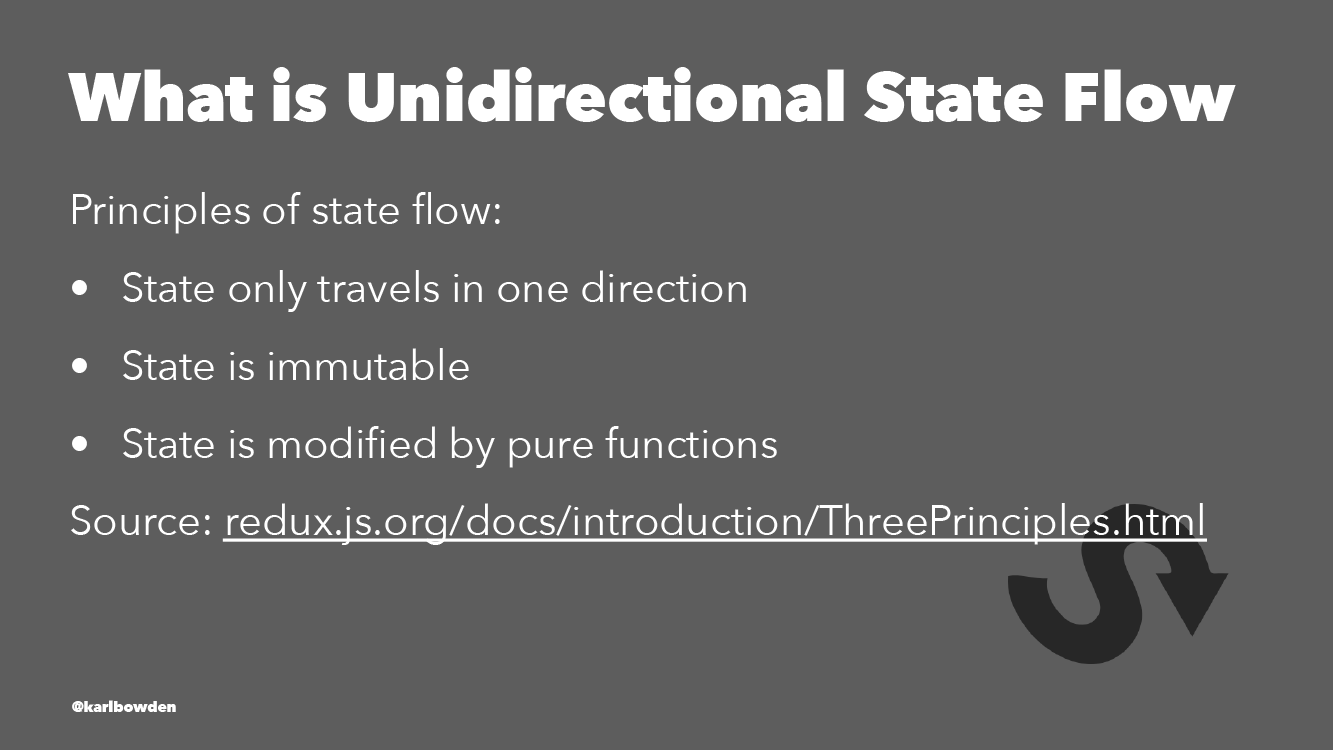 What is Unidirectional State Flow
Principles of state flow:
• State only travels in one direction
• State is immutable
• State is modified by pure functions
Source: redux.js.org/docs/introduction/ThreePrinciples.html
@karlbowden